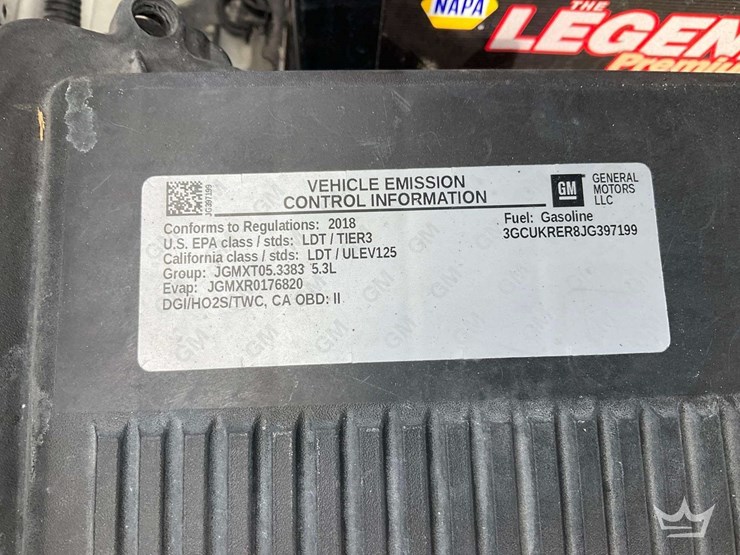 NAPA
THE
LEGEN
Premiu
JG397199
VEHICLE EMISSION
CONTROL INFORMATION
GM
GENERAL
MOTORS
LLC
Conforms to Regulations: 2018
U.S. EPA class / stds: LDT / TIER3
California class / stds: LDT / ULEV125
Group: JGMXT05.3383 5.3L
Evap: JGMXR0176820
DGI/HO2S/TWC, CA OBD: II
Fuel: Gasoline
3GCUKRER8JG397199